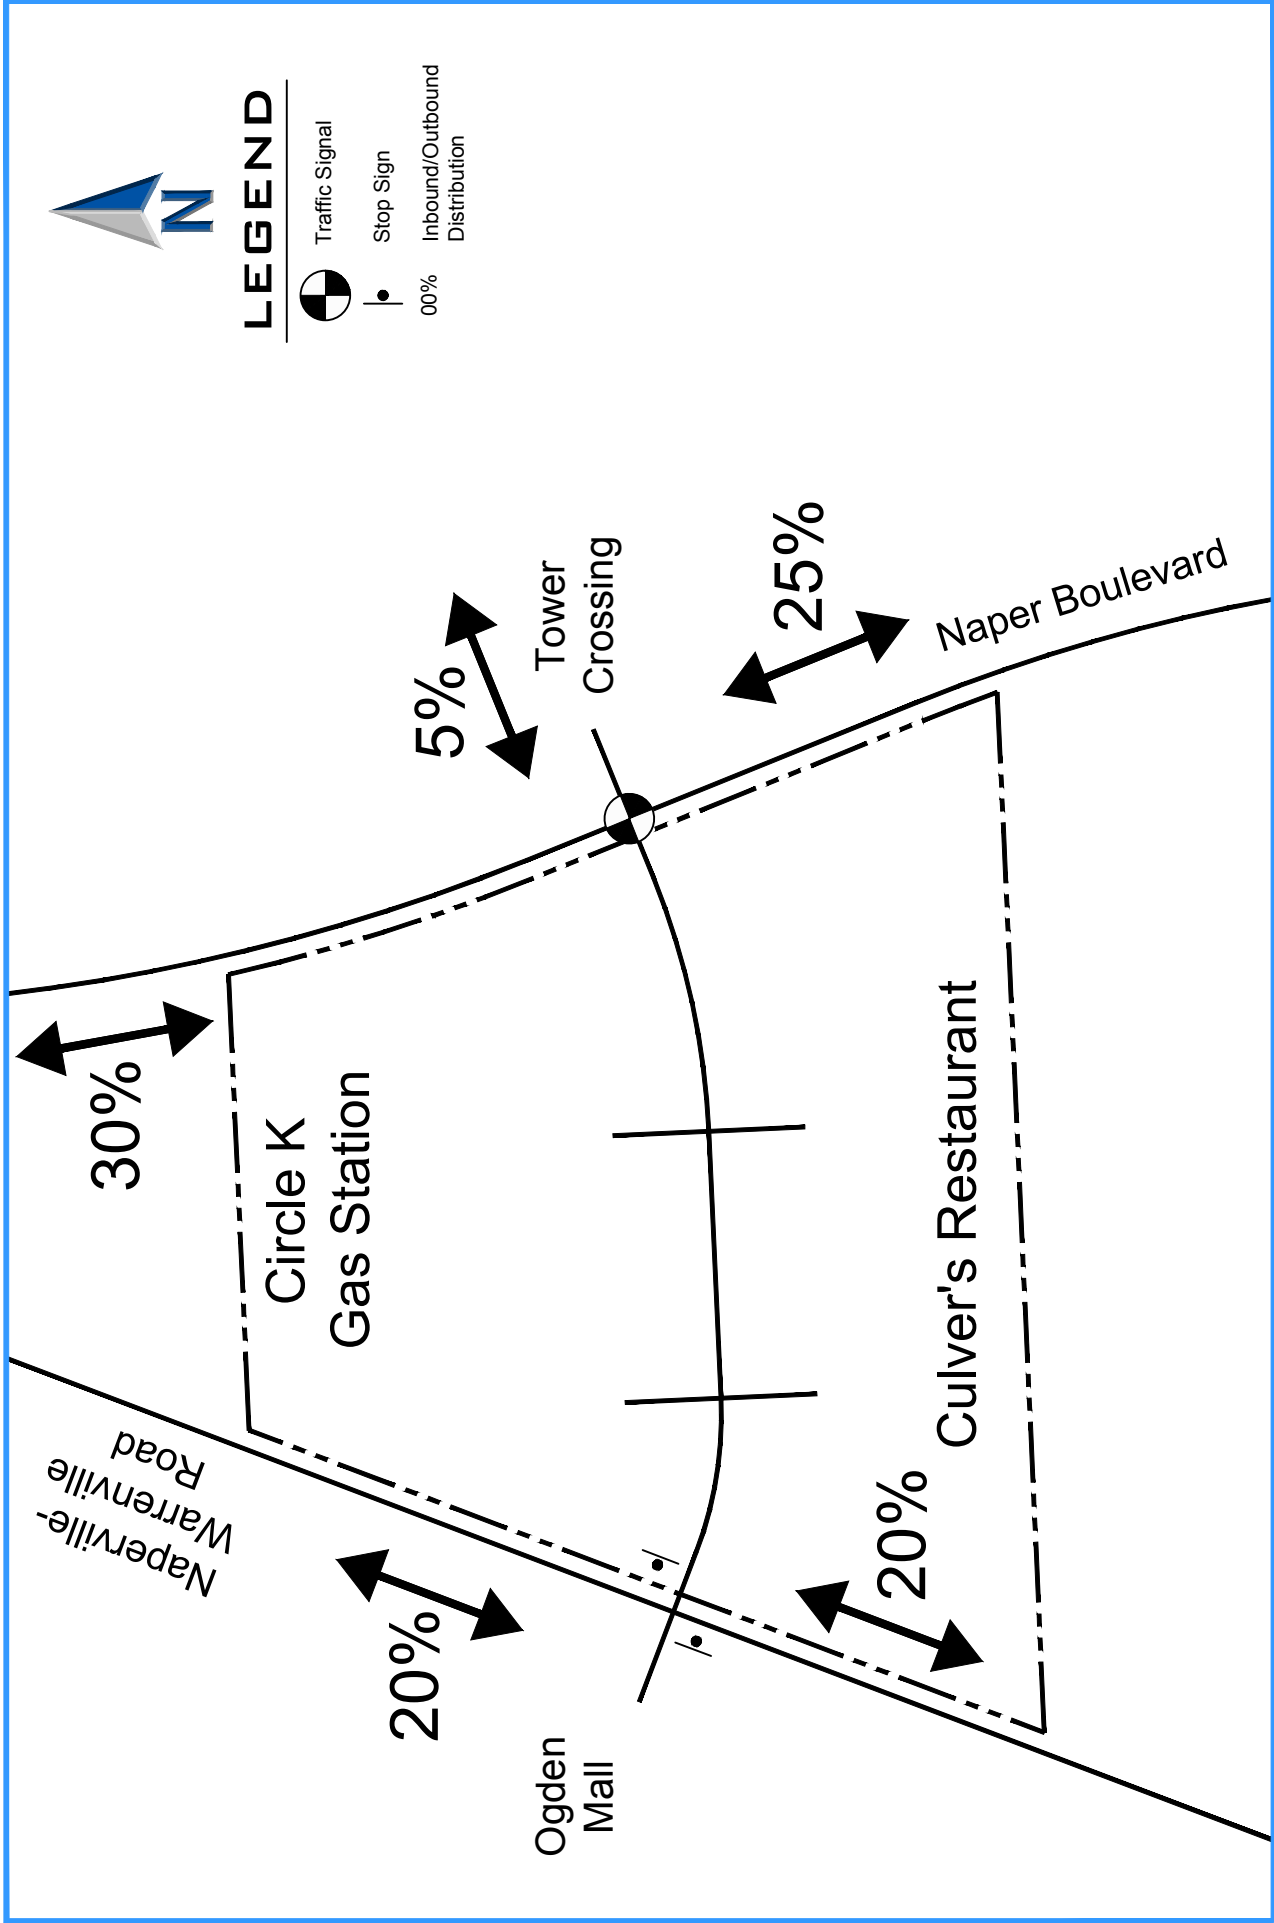 N
LEGEND
Traffic Signal
Stop Sign
00%
Inbound/Outbound
Distribution
Naperville-
Warrenville
Road
30%
Circle K
Gas Station
5%
Tower
Crossing
25%
Naper Boulevard
20%
Ogden
Mall
20%
Culver's Restaurant